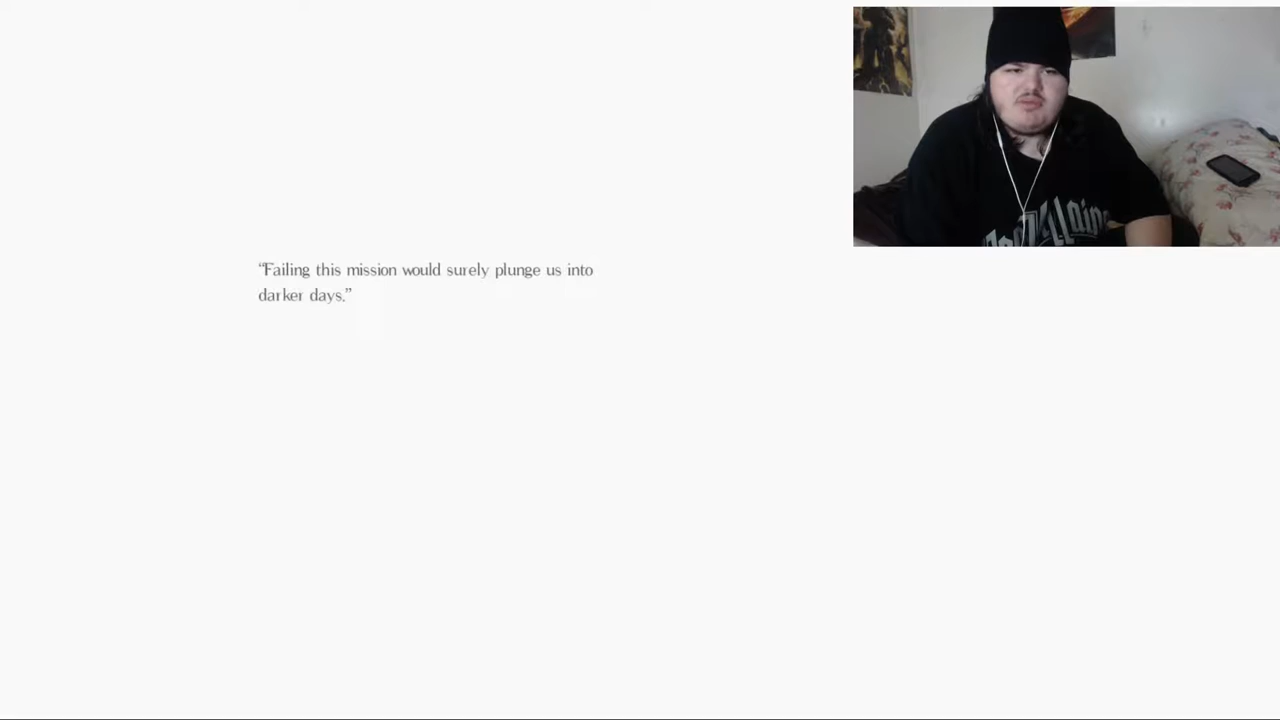 “Failing this mission would surely plunge us into
darker days.”